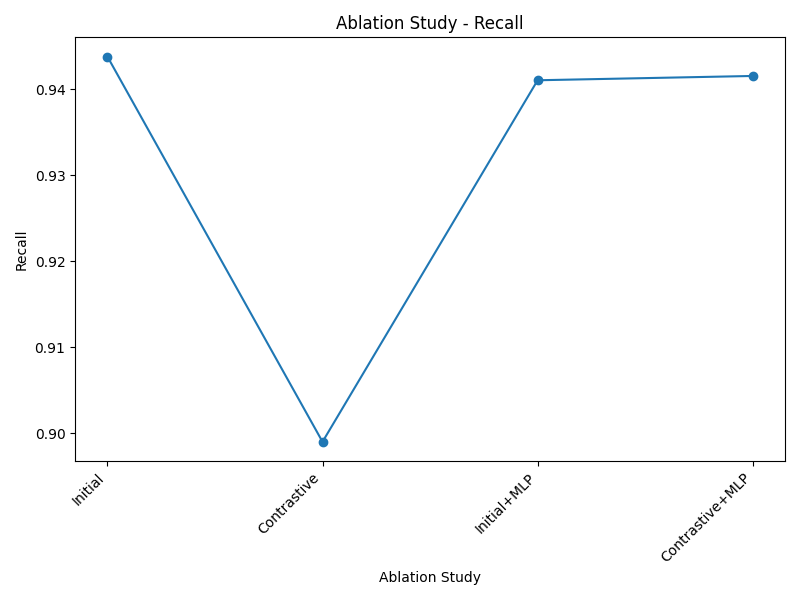 Ablation Study - Recall
Recall
0.94
0.93
0.92
0.91
0.90
Initial
Contrastive
Initial+MLP
Contrastive+MLP
Ablation Study